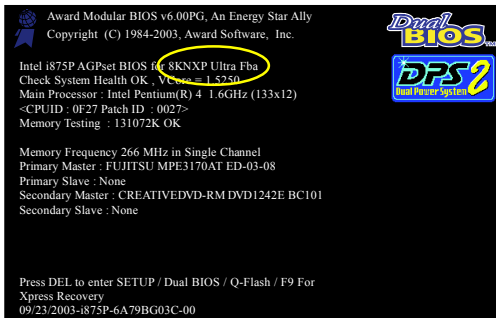 Award Modular BIOS v6.00PG, An Energy Star Ally
Copyright (C) 1984-2003, Award Software, Inc.
Dual
BIOS
TM
Intel i875P AGPset BIOS for 8KNXP Ultra Fba
Check System Health OK , VCore = 1.5250
Main Processor : Intel Pentium(R) 4 1.6GHz (133x12)
<CPUID : 0F27 Patch ID : 0027>
Memory Testing : 131072K OK
DPS2
Dual Power System
Memory Frequency 266 MHz in Single Channel
Primary Master : FUJITSU MPE3170AT ED-03-08
Primary Slave : None
Secondary Master : CREATIVEDVD-RM DVD1242E BC101
Secondary Slave : None
Press DEL to enter SETUP / Dual BIOS / Q-Flash / F9 For
Xpress Recovery
09/23/2003-i875P-6A79BG03C-00